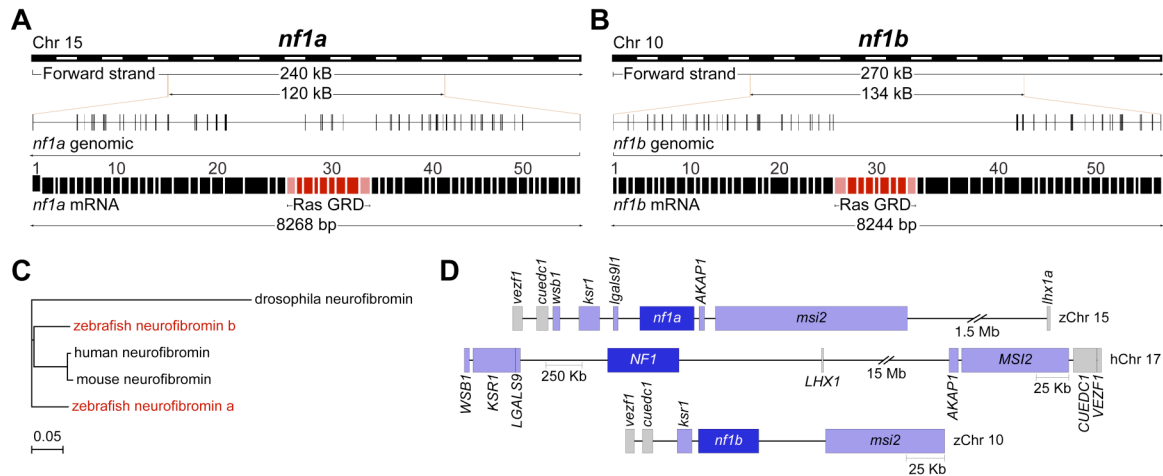 A
Chr 15
nf1a
Forward strand
240 kB
120 kB
nf1a genomic
1 10 20 30 40 50
nf1a mRNA
Ras GRD
8268 bp
B
Chr 10
nf1b
Forward strand
270 kB
134 kB
nf1b genomic
1 10 20 30 40 50
nf1b mRNA
Ras GRD
8244 bp
C
drosophila neurofibromin
zebrafish neurofibromin b
human neurofibromin
mouse neurofibromin
zebrafish neurofibromin a
0.05
D
vezf1 cuedc1 wsb1 ksr1 lgals9l1 AKAP1 lhx1a
nf1a msi2 zChr 15
1.5 Mb
NF1 MSI2 hChr 17
250 Kb 15 Mb 25 Kb
WSB1 KSR1 LGALS9 LHX1 AKAP1 CUEDC1 VEZF1
vezf1 cuedc1 ksr1
nf1b msi2 zChr 10
25 Kb